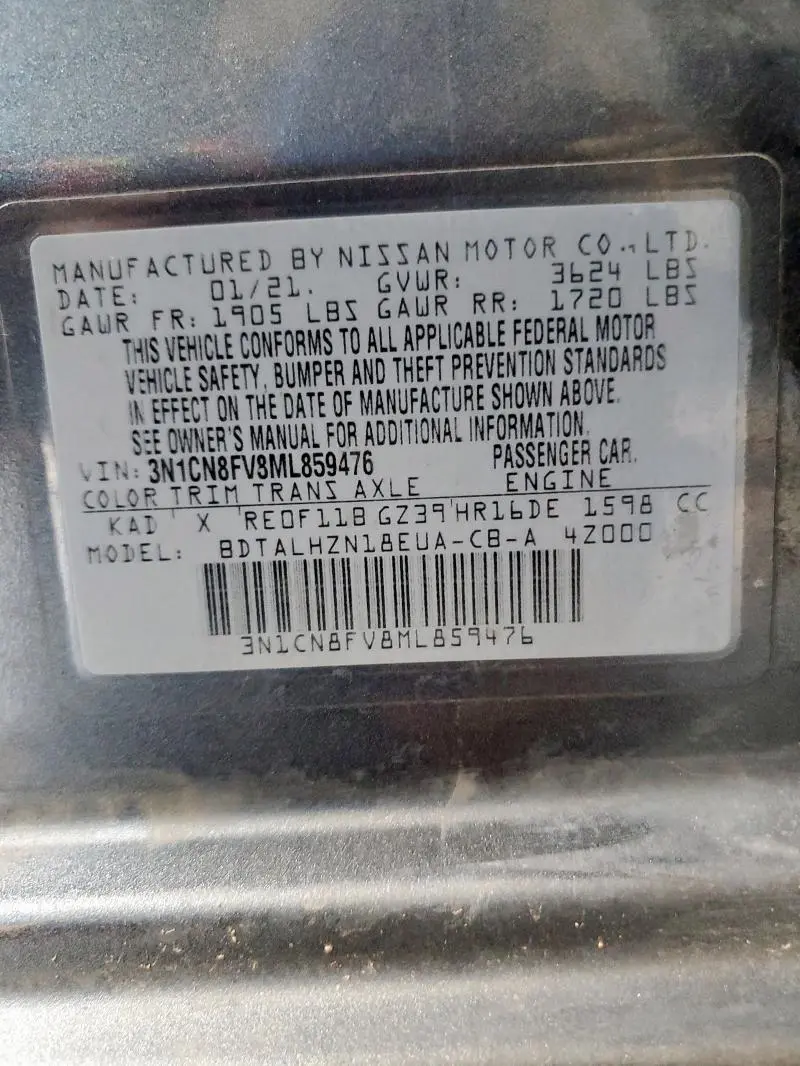 MANUFACTURED BY NISSAN MOTOR CO., LTD.
DATE: 01/21. GVWR: 3624 LBS
GAWR FR: 1905 LBS GAWR RR: 1720 LBS
THIS VEHICLE CONFORMS TO ALL APPLICABLE FEDERAL MOTOR
VEHICLE SAFETY, BUMPER AND THEFT PREVENTION STANDARDS
IN EFFECT ON THE DATE OF MANUFACTURE SHOWN ABOVE.
SEE OWNER'S MANUAL FOR ADDITIONAL INFORMATION.
VIN: 3N1CN8FV8ML859476 PASSENGER CAR.
COLOR TRIM TRANS AXLE ENGINE
KAD X RE0F11B GZ39 HR16DE 1598 CC
MODEL: BDTALHZN18EUA-CB-A 4Z000
3N1CN8FV8ML859476